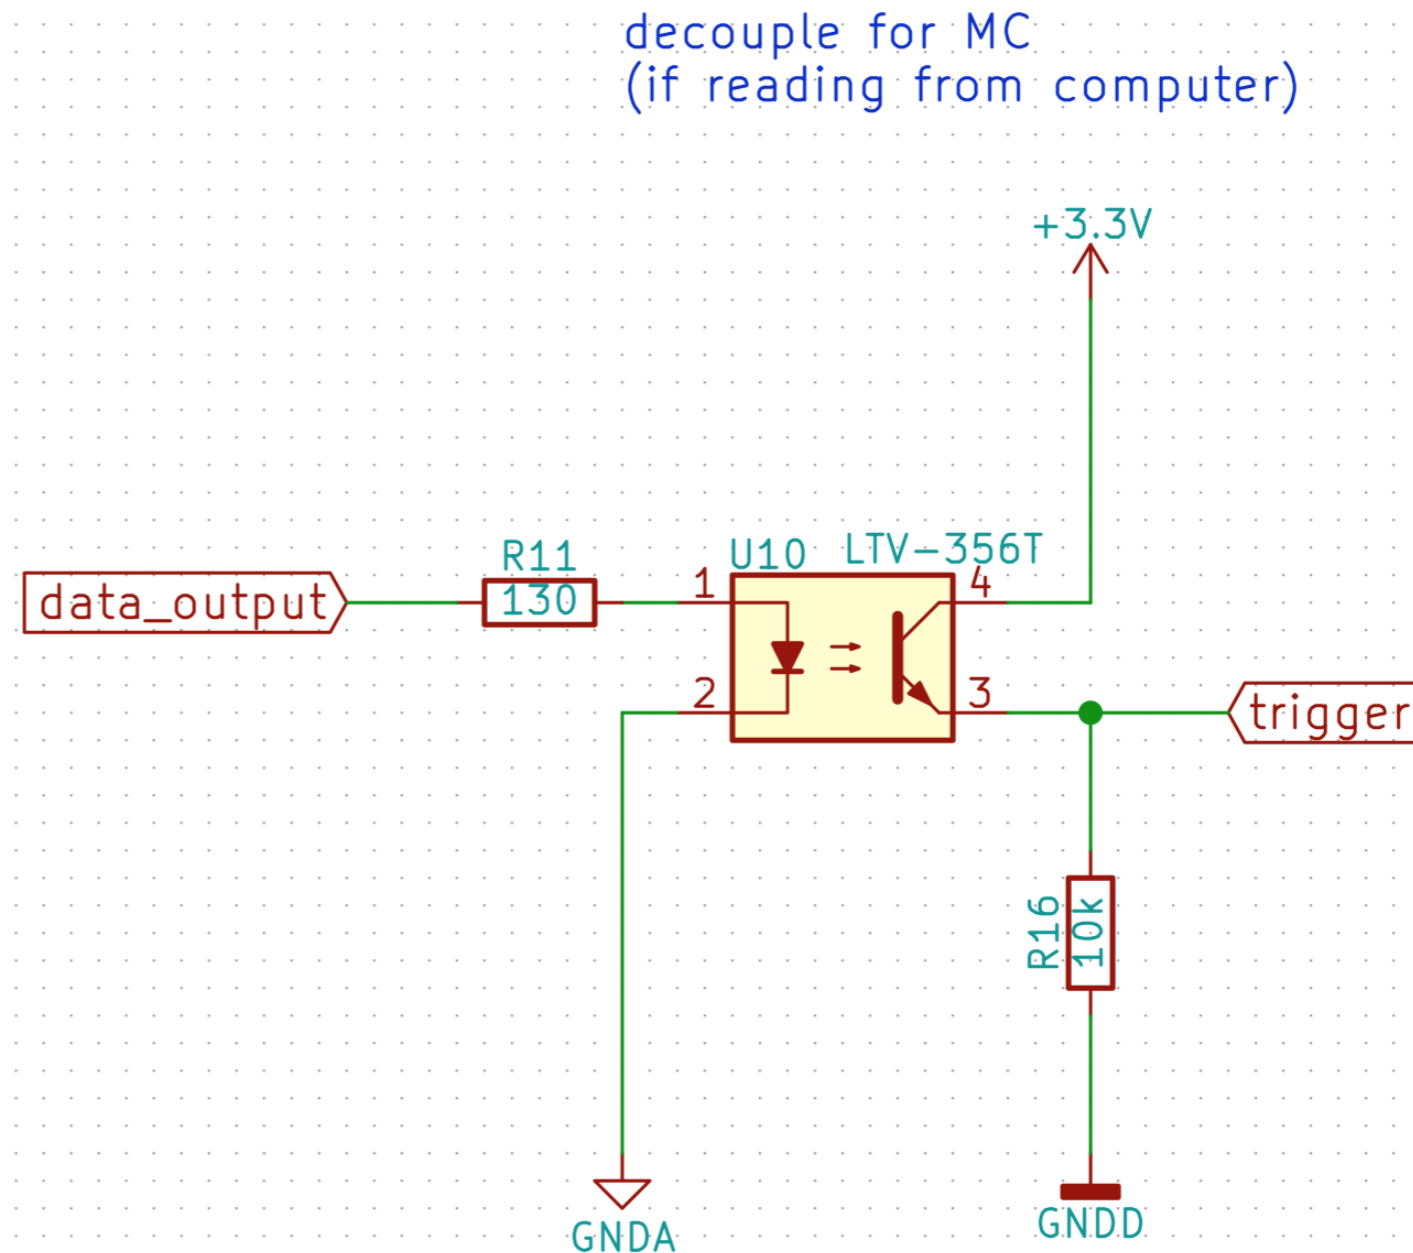 decouple for MC
(if reading from computer)
+3.3V
R11
U10
LTV-356T
data_output
130
1
4
2
3
trigger
R16
10k
GNDA
GNDD